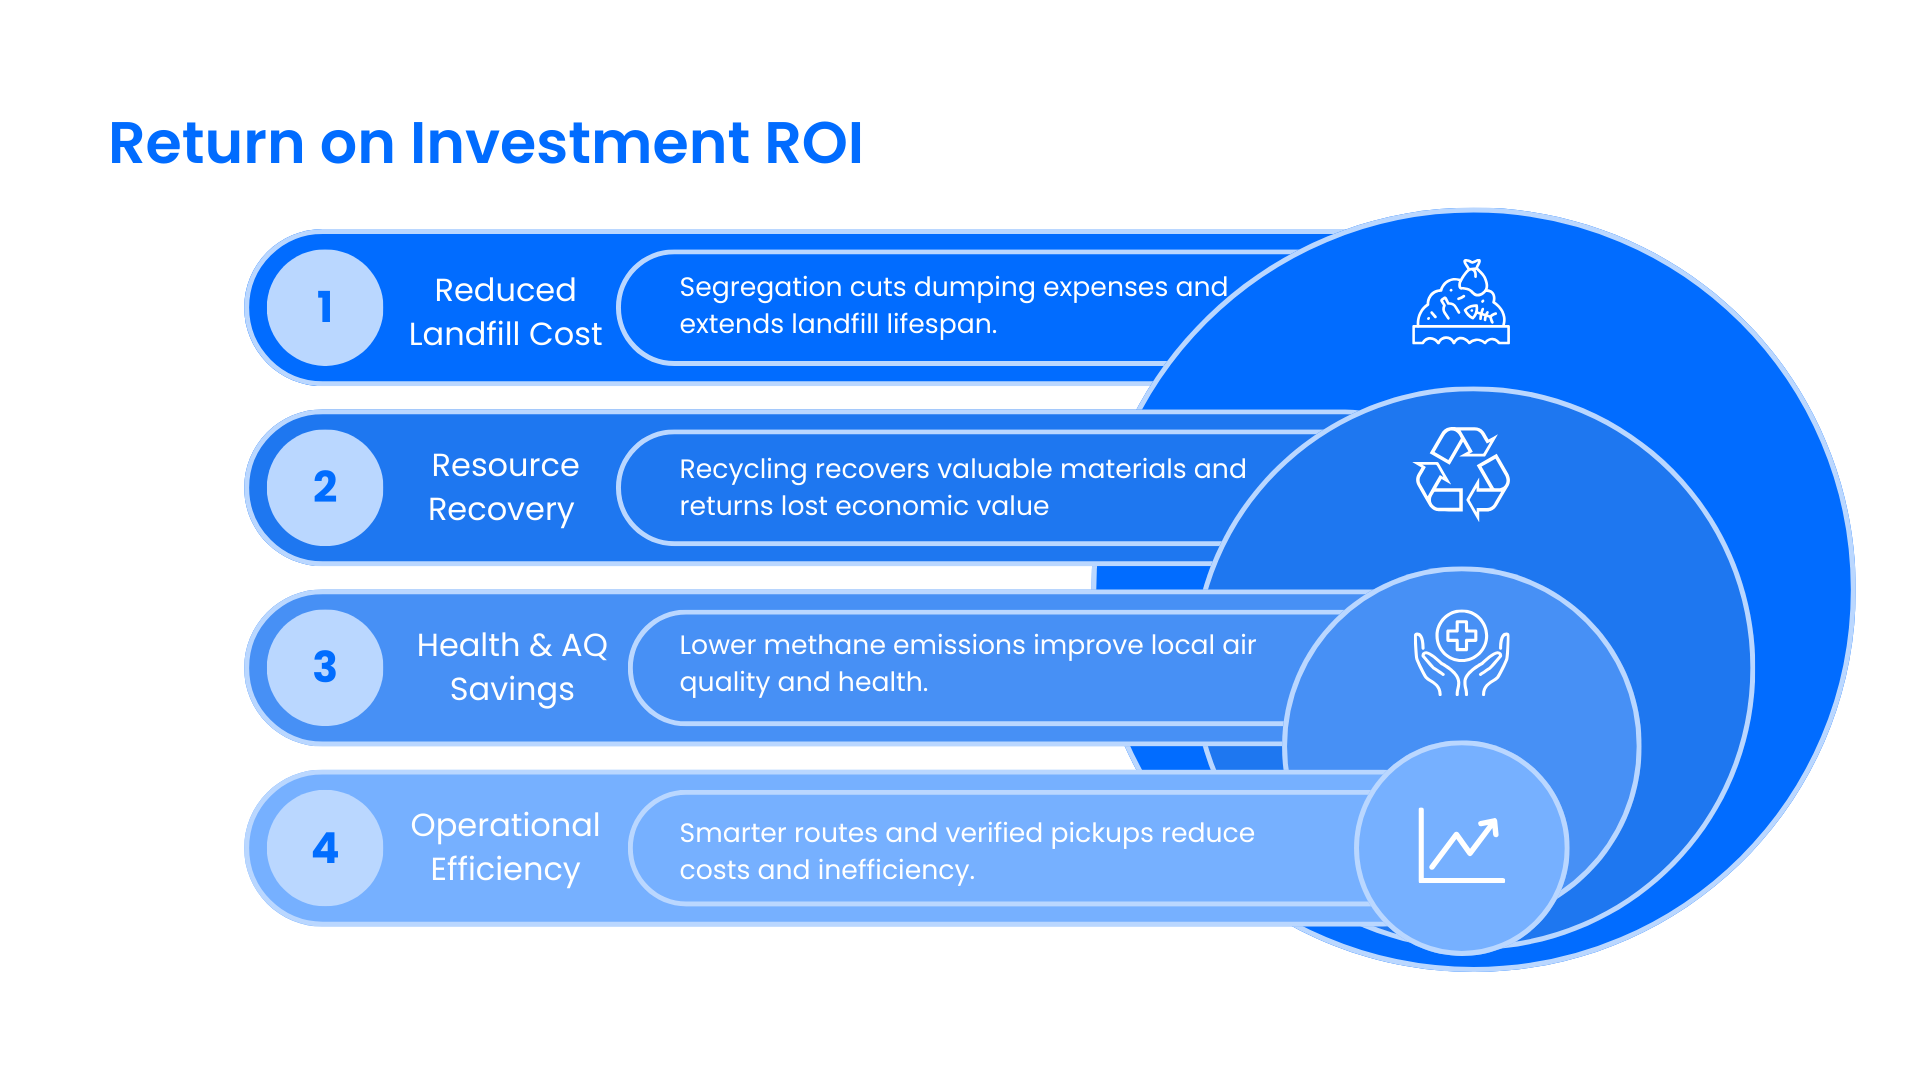 Return on Investment ROI
1
Reduced
Landfill Cost
Segregation cuts dumping expenses and
extends landfill lifespan.
2
Resource
Recovery
Recycling recovers valuable materials and
returns lost economic value
3
Health & AQ
Savings
Lower methane emissions improve local air
quality and health.
4
Operational
Efficiency
Smarter routes and verified pickups reduce
costs and inefficiency.